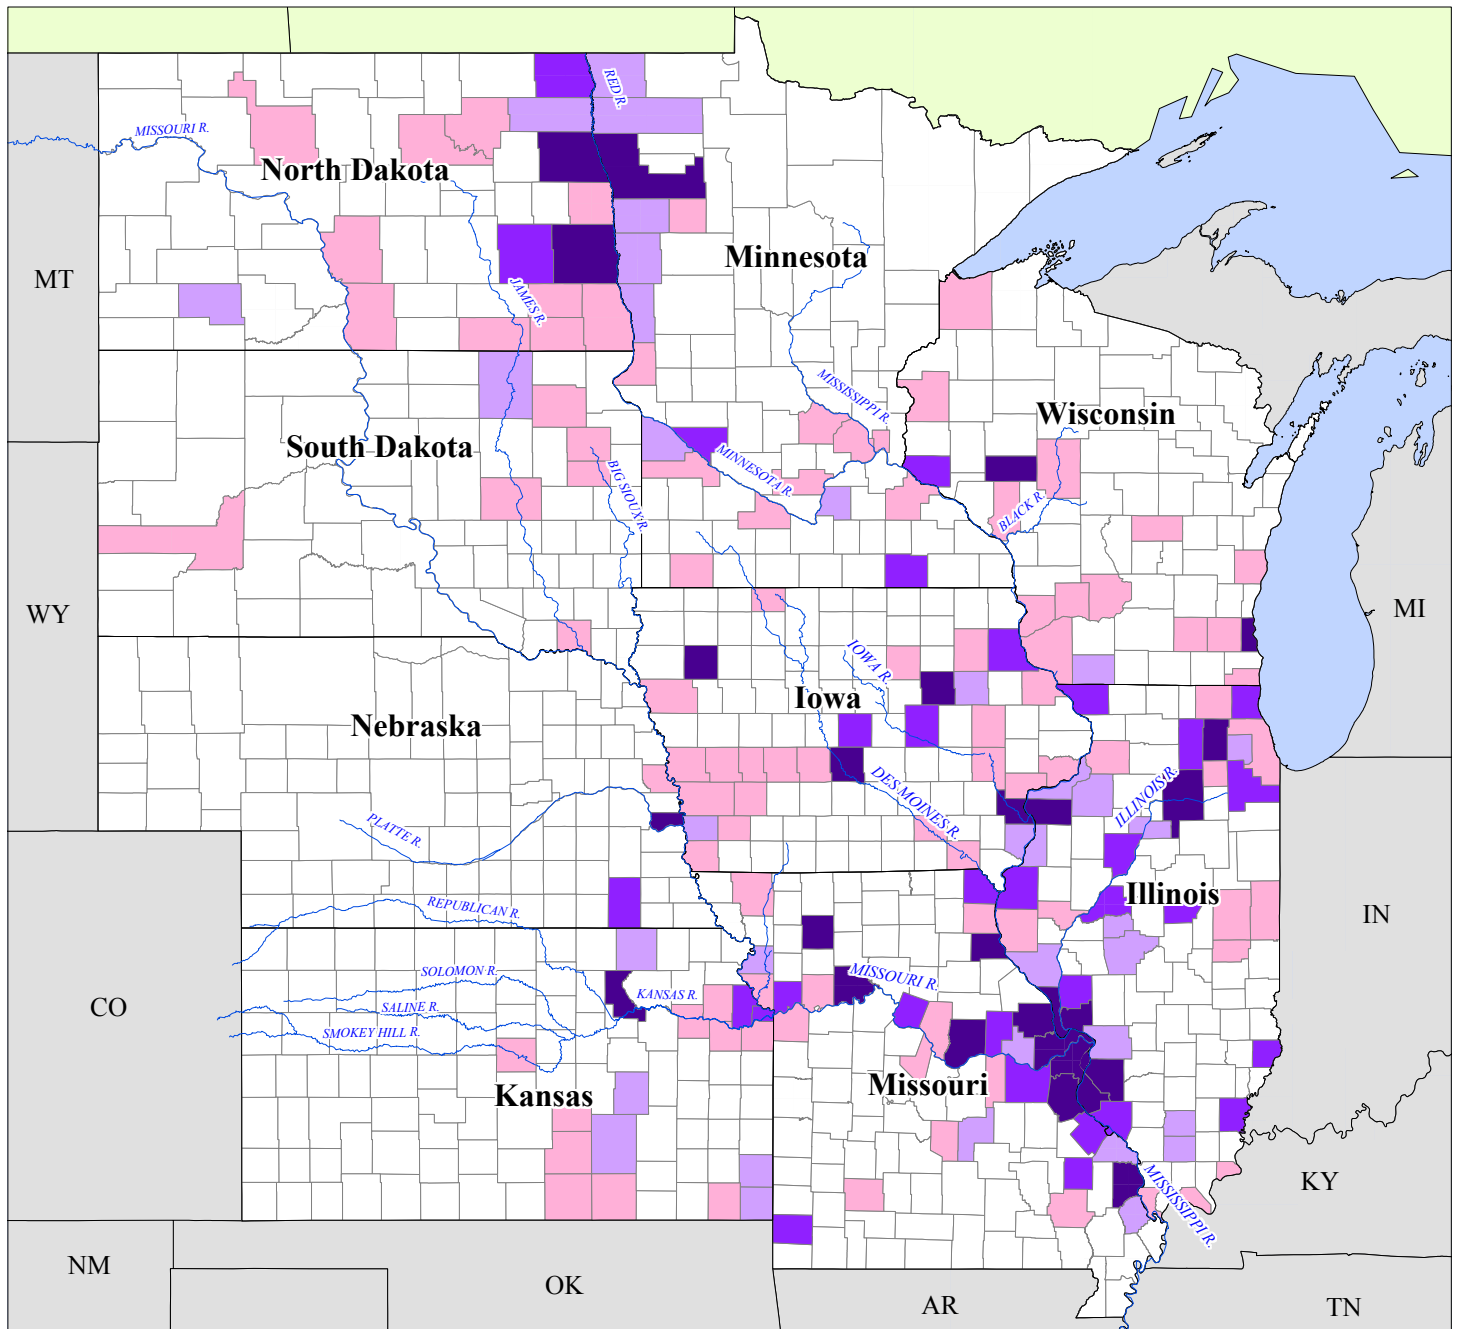 RED R.
MISSOURI R.
North Dakota
Minnesota
MT
JAMES R.
MISSISSIPPI R.
Wisconsin
South Dakota
MINNESOTA R.
BIG SIOUX R.
BLACK R.
WY
MI
IOWA R.
Iowa
Nebraska
DES MOINES R.
ILLINOIS R.
PLATTE R.
Illinois
REPUBLICAN R.
IN
SOLOMON R.
MISSOURI R.
KANSAS R.
CO
SALINE R.
SMOKEY HILL R.
Missouri
Kansas
KY
MISSISSIPPI R.
NM
OK
AR
TN